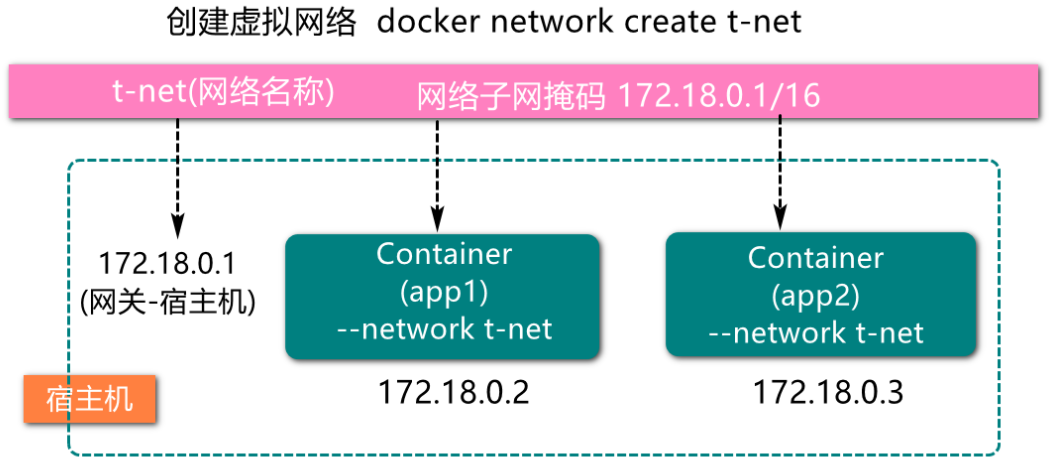 创建虚拟网络 docker network create t-net
t-net(网络名称)
网络子网掩码 172.18.0.1/16
172.18.0.1
(网关-宿主机)
Container
(app1)
--network t-net
172.18.0.2
Container
(app2)
--network t-net
172.18.0.3
宿主机